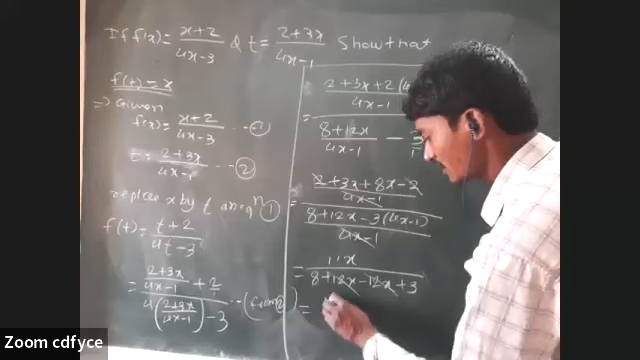 If f(x) = x+2 / 4x-3 & t = 2+3x / 4x-1 Show that
f(t) = x
⇒ Given
f(x) = x+2 / 4x-3 --- ①
t = 2+3x / 4x-1 --- ②
replace x by t in eqn ①
f(t) = t+2 / 4t-3
= (2+3x / 4x-1 + 2/1) / (4(2+3x / 4x-1) - 3) --- (from ②)
2+3x+2(4
4x-1
8+12x / 4x-1 - 3/1
= (2+3x+8x-2 / 4x-1) / (8+12x-3(4x-1) / 4x-1)
= 11x / 8+12x-12x+3
=
Zoom cdfyce